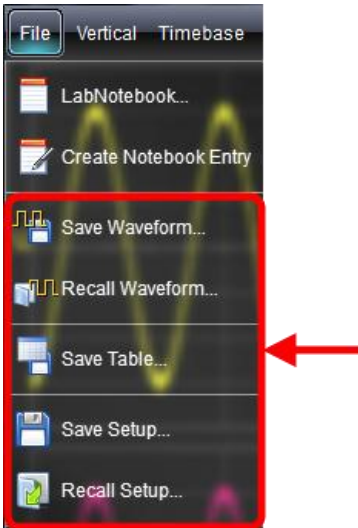 File Vertical Timebase
LabNotebook...
Create Notebook Entry
Save Waveform...
Recall Waveform...
Save Table...
Save Setup...
Recall Setup...